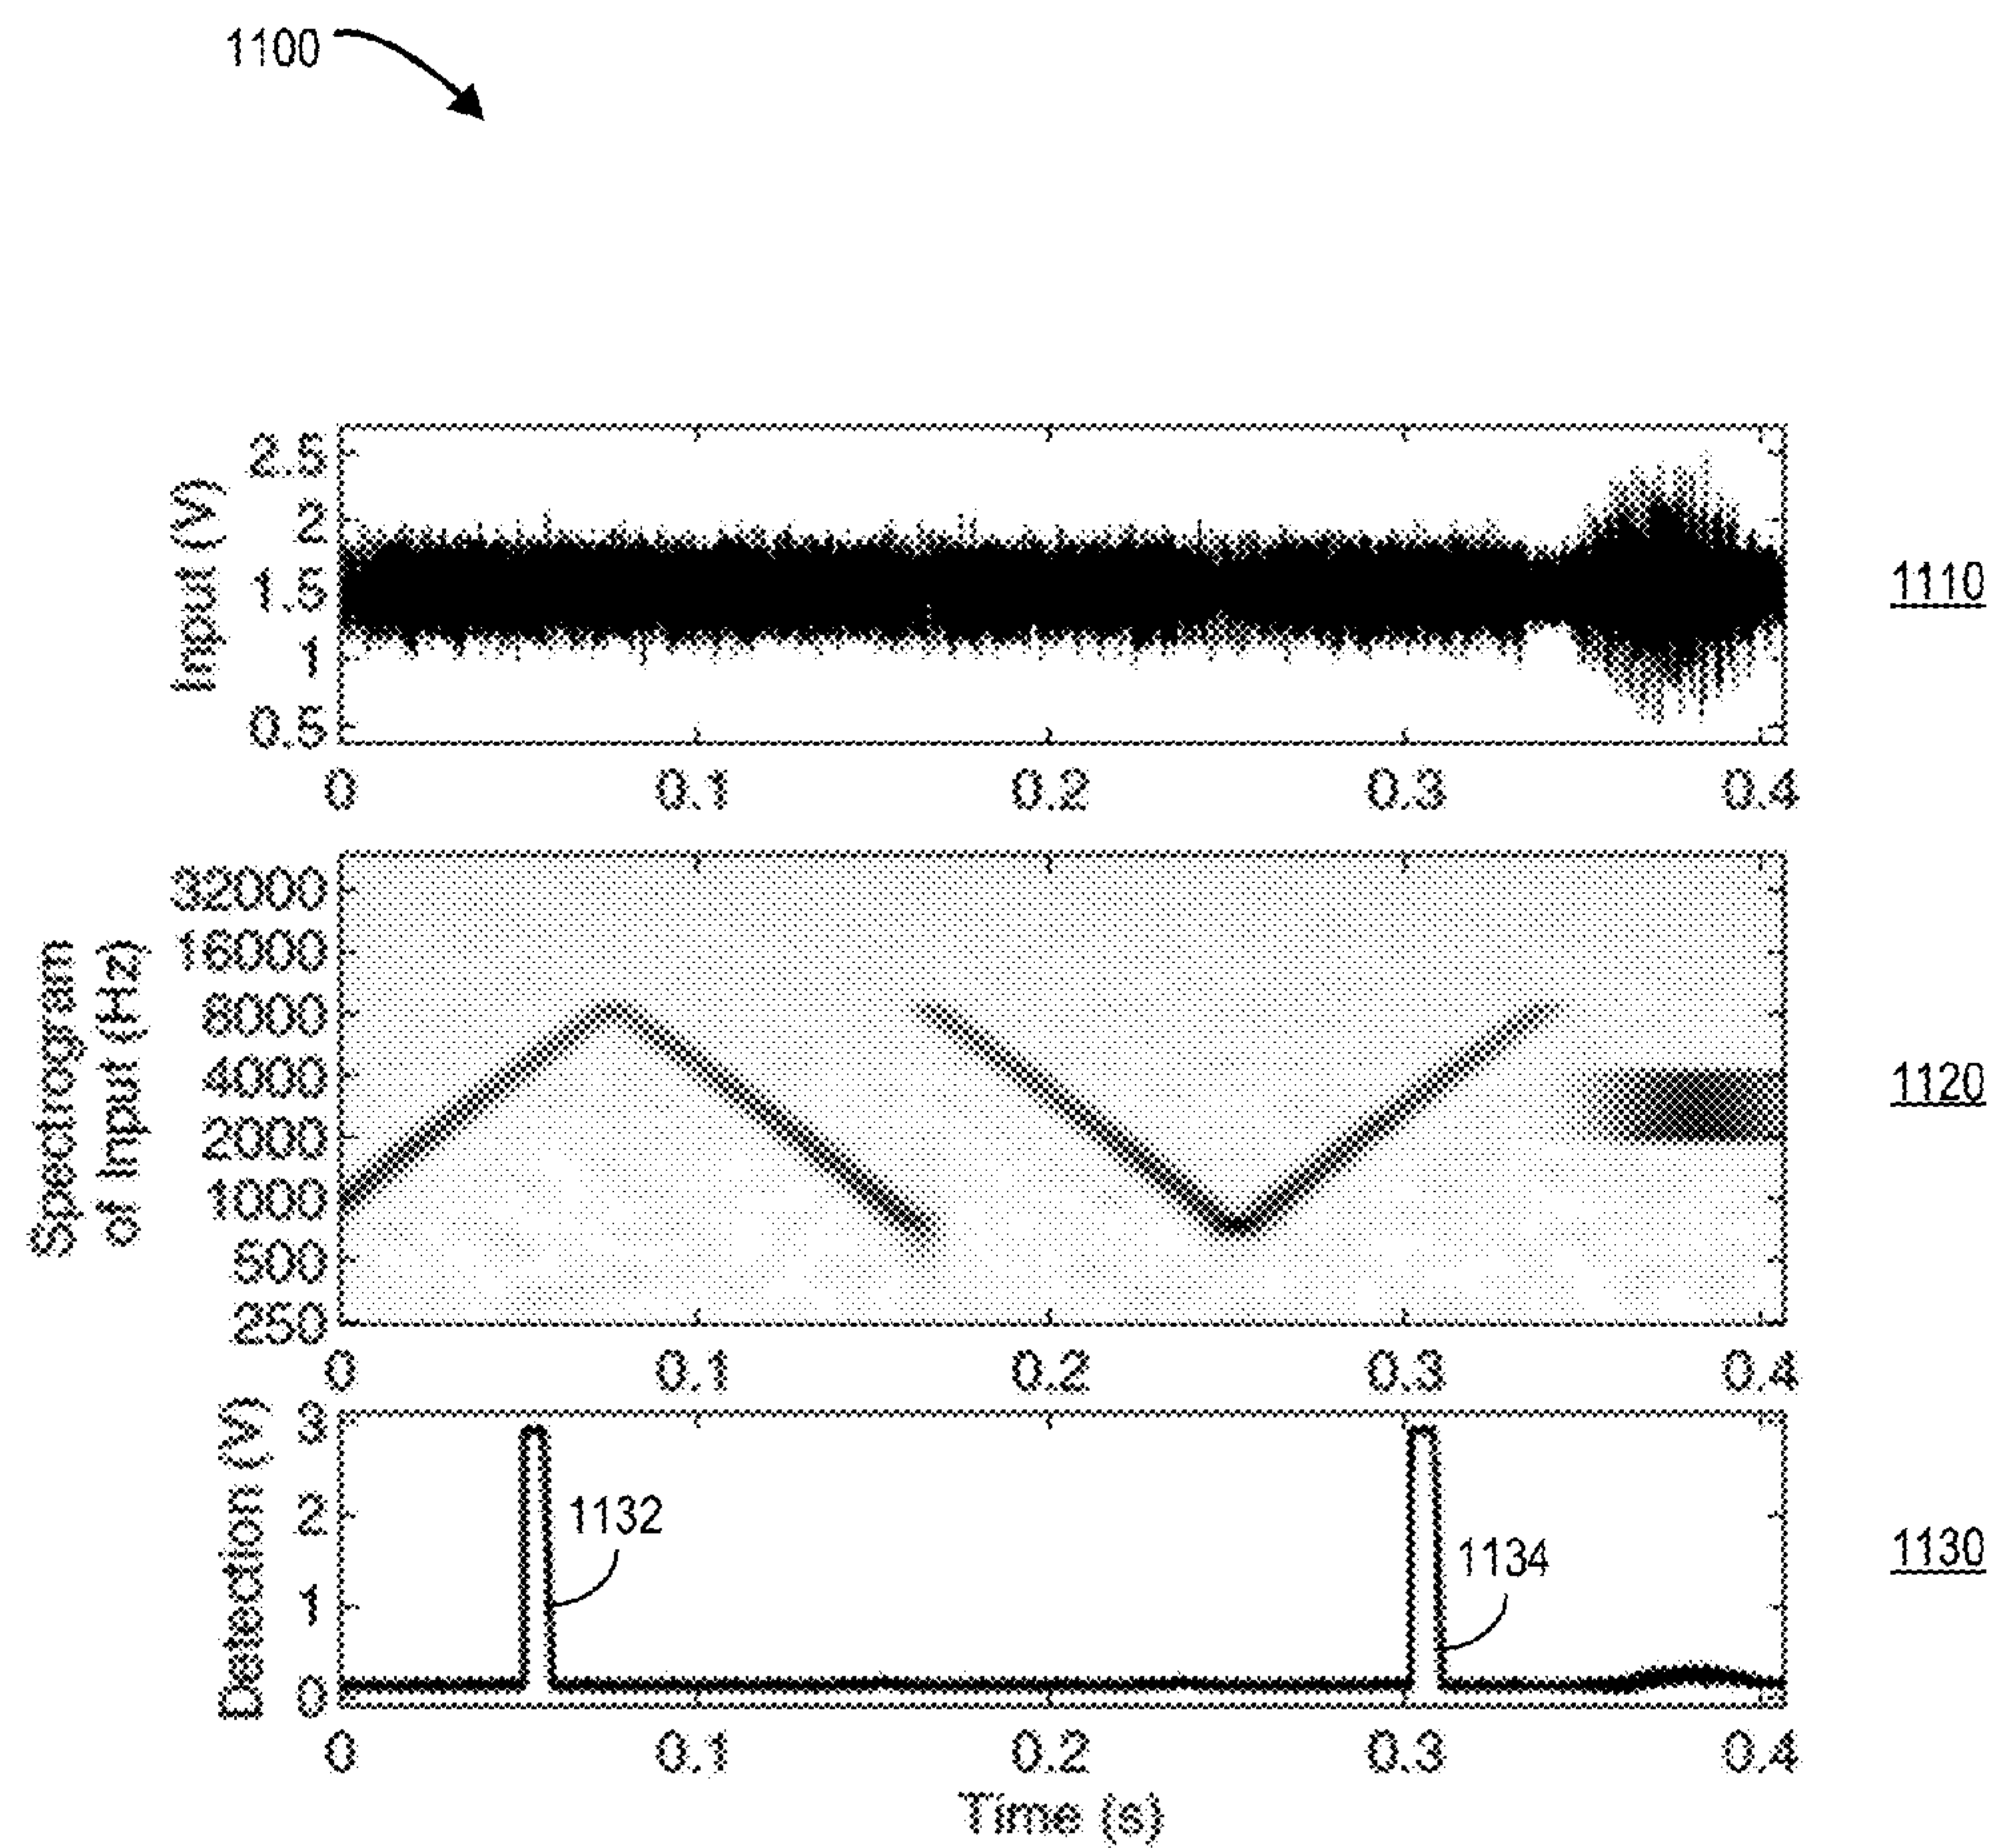 1100
Input (V)
2.5
2
1.5
1
0.5
0 0.1 0.2 0.3 0.4
1110
Spectrogram
of Input (Hz)
32000
16000
8000
4000
2000
1000
500
250
0 0.1 0.2 0.3 0.4
1120
Detection (V)
3
2
1
0
1132
1134
1130
0 0.1 0.2 0.3 0.4
Time (s)